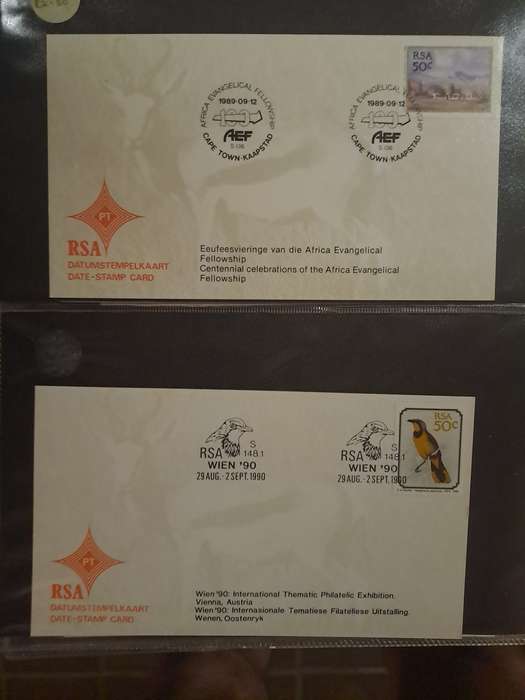 RSA
50c
AFRICA EVANGELICAL FELLOWSHIP
1989-09-12
100
AEF
CAPE TOWN·KAAPSTAD
AFRICA EVANGELICAL FELLOWSHIP
1989-09-12
100
AEF
CAPE TOWN·KAAPSTAD
PT
RSA
DATUMSTEMPELKAART
DATE-STAMP CARD
Eeufeesvieringe van die Africa Evangelical
Fellowship
Centennial celebrations of the Africa Evangelical
Fellowship
RSA
50c
RSA S 148.1
WIEN '90
29 AUG. - 2 SEPT. 1990
RSA S 148.1
WIEN '90
29 AUG. - 2 SEPT. 1990
PT
RSA
DATUMSTEMPELKAART
DATE-STAMP CARD
Wien '90: International Thematic Philatelic Exhibition.
Vienna, Austria
Wien '90: Internasionale Tematiese Filateliese Uitstalling.
Wenen, Oostenryk